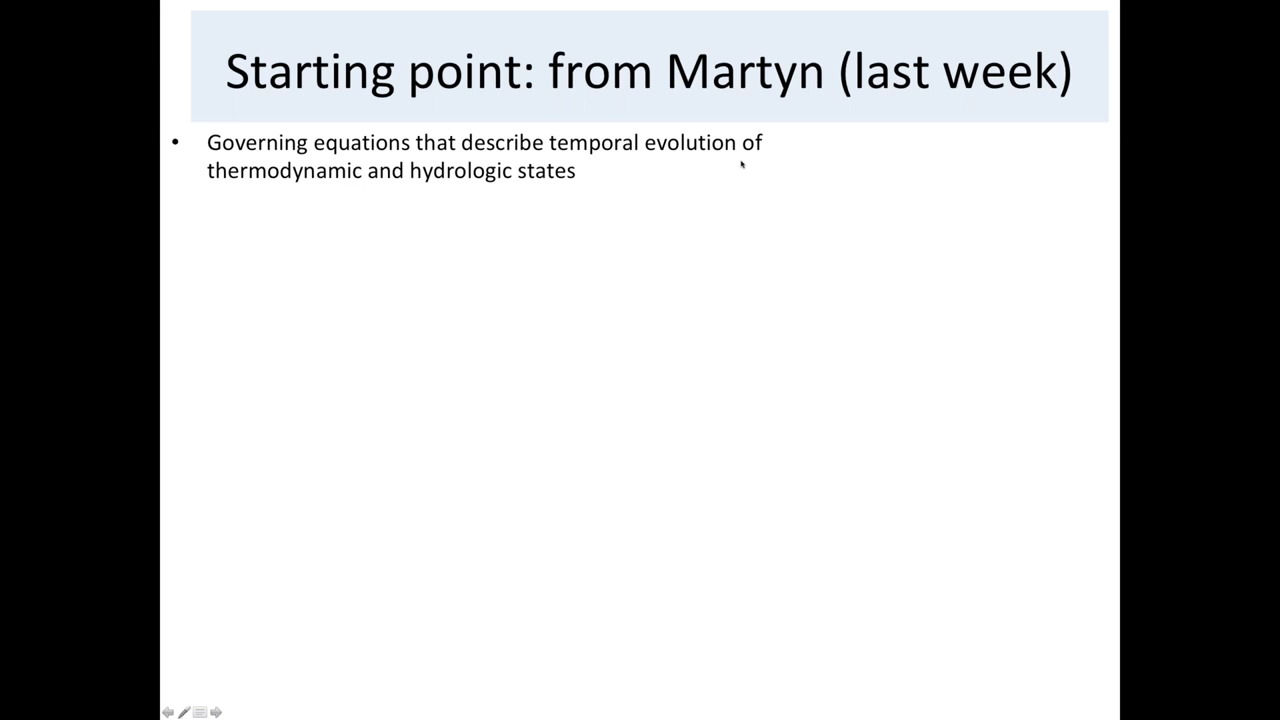 Starting point: from Martyn (last week)
• Governing equations that describe temporal evolution of
thermodynamic and hydrologic states